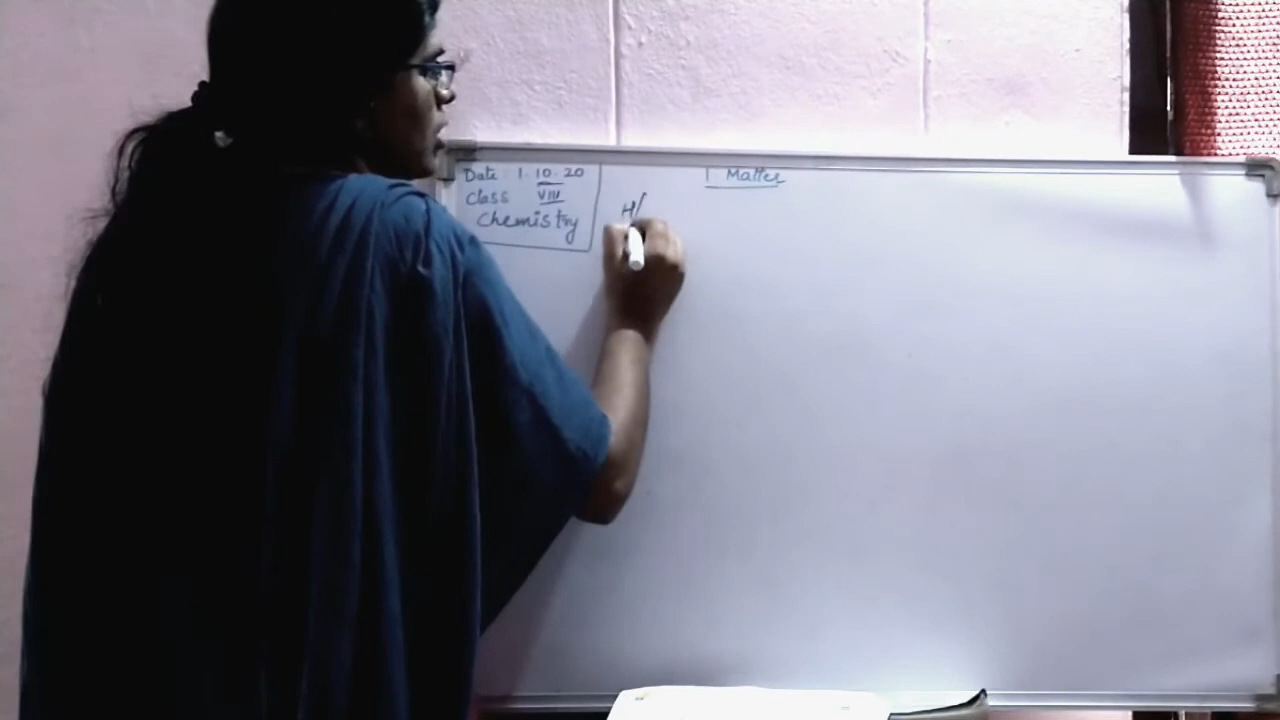 Date : 1.10.20
Class VIII
Chemistry
1 Matter
H/